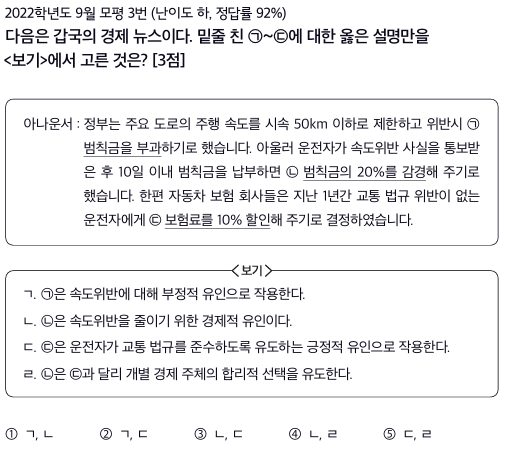 2022학년도 9월 모평 3번 (난이도 하, 정답률 92%)
다음은 갑국의 경제 뉴스이다. 밑줄 친 ㉠~㉢에 대한 옳은 설명만을
<보기>에서 고른 것은? [3점]
아나운서 : 정부는 주요 도로의 주행 속도를 시속 50km 이하로 제한하고 위반시 ㉠
범칙금을 부과하기로 했습니다. 아울러 운전자가 속도위반 사실을 통보받
은 후 10일 이내 범칙금을 납부하면 ㉡ 범칙금의 20%를 감경해 주기로
했습니다. 한편 자동차 보험 회사들은 지난 1년간 교통 법규 위반이 없는
운전자에게 ㉢ 보험료를 10% 할인해 주기로 결정하였습니다.
<보기>
ㄱ. ㉠은 속도위반에 대해 부정적 유인으로 작용한다.
ㄴ. ㉡은 속도위반을 줄이기 위한 경제적 유인이다.
ㄷ. ㉢은 운전자가 교통 법규를 준수하도록 유도하는 긍정적 유인으로 작용한다.
ㄹ. ㉡은 ㉢과 달리 개별 경제 주체의 합리적 선택을 유도한다.
① ㄱ, ㄴ ② ㄱ, ㄷ ③ ㄴ, ㄷ ④ ㄴ, ㄹ ⑤ ㄷ, ㄹ